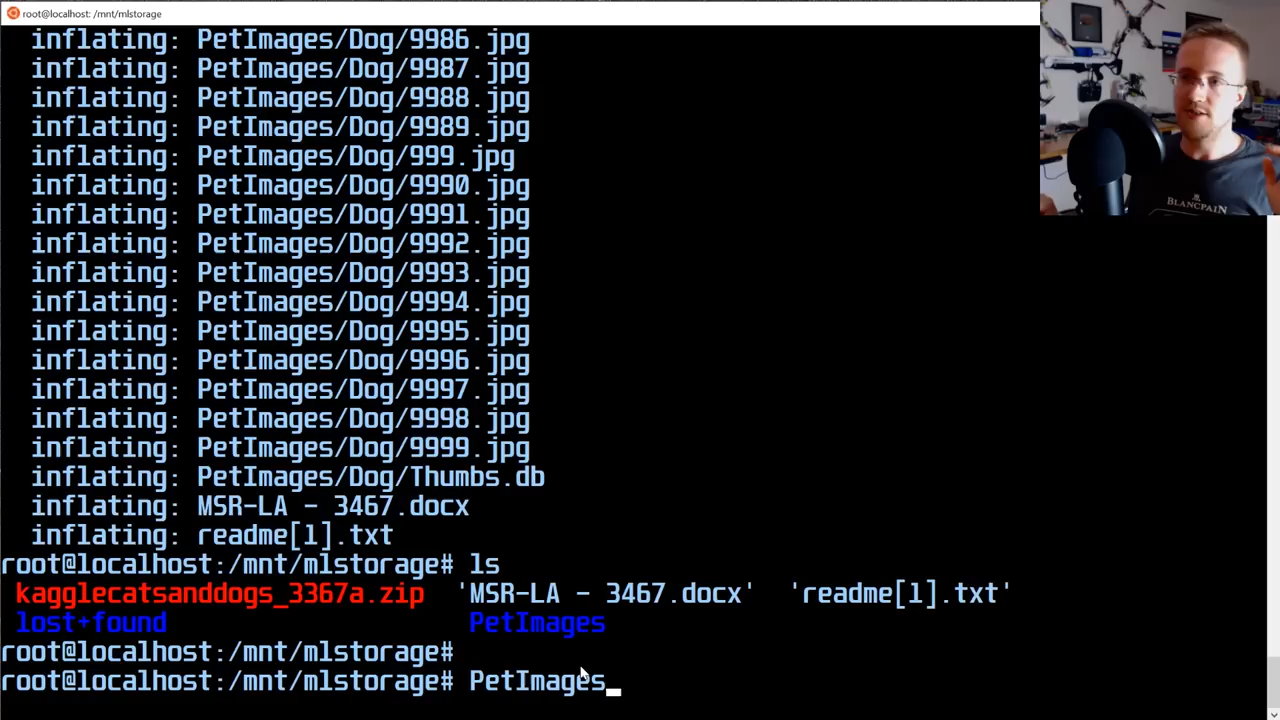 root@localhost: /mnt/mlstorage
inflating: PetImages/Dog/9986.jpg
inflating: PetImages/Dog/9987.jpg
inflating: PetImages/Dog/9988.jpg
inflating: PetImages/Dog/9989.jpg
inflating: PetImages/Dog/999.jpg
inflating: PetImages/Dog/9990.jpg
inflating: PetImages/Dog/9991.jpg
inflating: PetImages/Dog/9992.jpg
inflating: PetImages/Dog/9993.jpg
inflating: PetImages/Dog/9994.jpg
inflating: PetImages/Dog/9995.jpg
inflating: PetImages/Dog/9996.jpg
inflating: PetImages/Dog/9997.jpg
inflating: PetImages/Dog/9998.jpg
inflating: PetImages/Dog/9999.jpg
inflating: PetImages/Dog/Thumbs.db
inflating: MSR-LA - 3467.docx
inflating: readme[1].txt
root@localhost:/mnt/mlstorage# ls
kagglecatsanddogs_3367a.zip 'MSR-LA - 3467.docx' 'readme[1].txt'
lost+found PetImages
root@localhost:/mnt/mlstorage#
root@localhost:/mnt/mlstorage# PetImages
BLANCPAIN